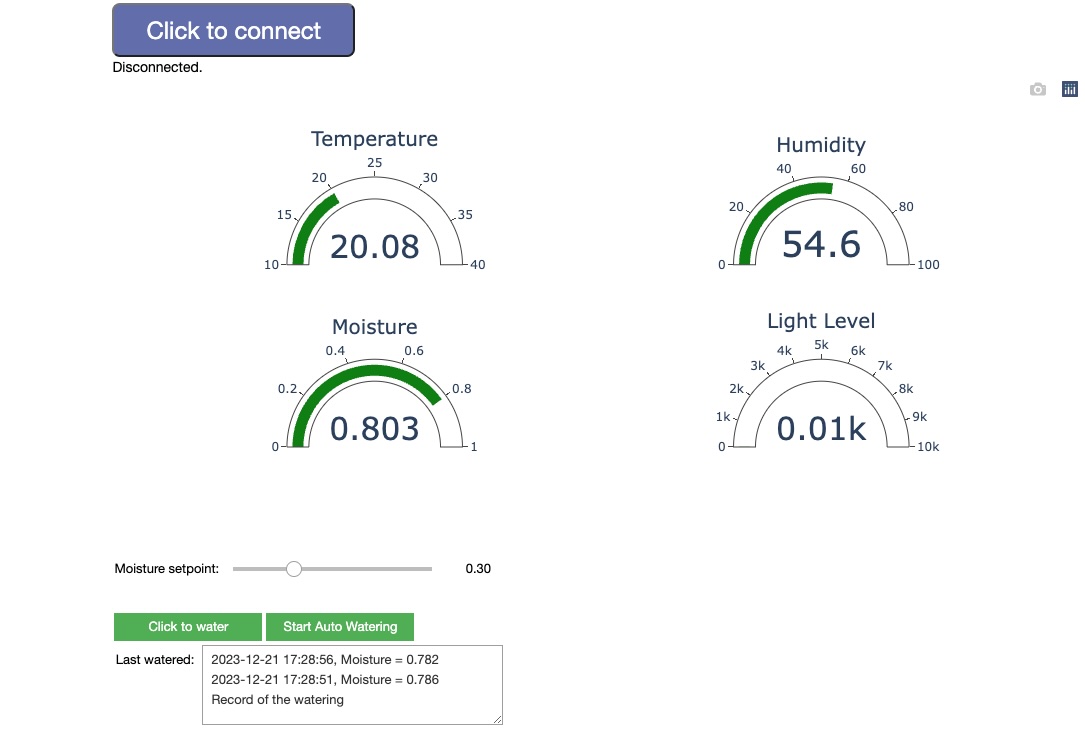 Click to connect
Disconnected.
Temperature
10 15 20 25 30 35 40
20.08
Humidity
0 20 40 60 80 100
54.6
Moisture
0 0.2 0.4 0.6 0.8 1
0.803
Light Level
0 1k 2k 3k 4k 5k 6k 7k 8k 9k 10k
0.01k
Moisture setpoint: 0.30
Click to water Start Auto Watering
Last watered: 2023-12-21 17:28:56, Moisture = 0.782
2023-12-21 17:28:51, Moisture = 0.786
Record of the watering